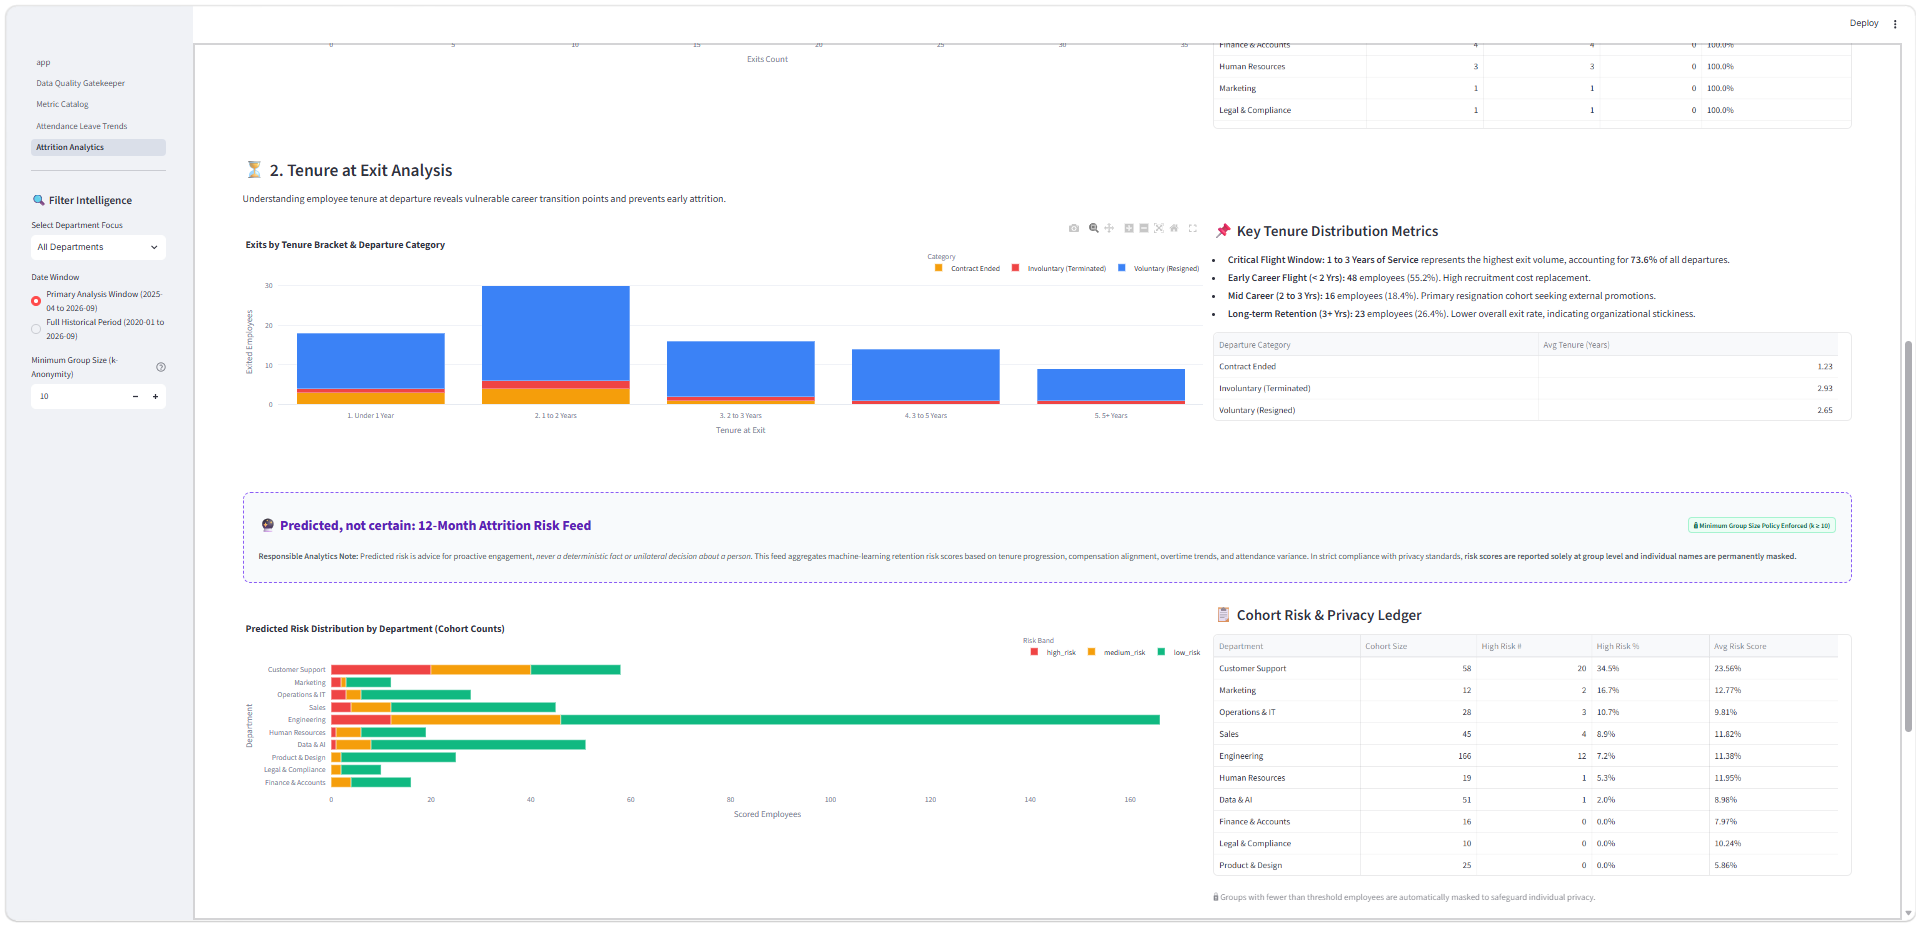 Deploy
app
Data Quality Gatekeeper
Metric Catalog
Attendance Leave Trends
Attrition Analytics
Filter Intelligence
Select Department Focus
All Departments
Date Window
Primary Analysis Window (2025-
04 to 2026-09)
Full Historical Period (2020-01 to
2026-09)
Minimum Group Size (k-
Anonymity)
10
0 5 10 15 20 25 30 35
Exits Count
Finance & Accounts 4 4 0 100.0%
Human Resources 3 3 0 100.0%
Marketing 1 1 0 100.0%
Legal & Compliance 1 1 0 100.0%
2. Tenure at Exit Analysis
Understanding employee tenure at departure reveals vulnerable career transition points and prevents early attrition.
Exits by Tenure Bracket & Departure Category
Category
Contract Ended Involuntary (Terminated) Voluntary (Resigned)
Exited Employees
30
20
10
0
1. Under 1 Year 2. 1 to 2 Years 3. 2 to 3 Years 4. 3 to 5 Years 5. 5+ Years
Tenure at Exit
Key Tenure Distribution Metrics
Critical Flight Window: 1 to 3 Years of Service represents the highest exit volume, accounting for 73.6% of all departures.
Early Career Flight (< 2 Yrs): 48 employees (55.2%). High recruitment cost replacement.
Mid Career (2 to 3 Yrs): 16 employees (18.4%). Primary resignation cohort seeking external promotions.
Long-term Retention (3+ Yrs): 23 employees (26.4%). Lower overall exit rate, indicating organizational stickiness.
Departure Category Avg Tenure (Years)
Contract Ended 1.23
Involuntary (Terminated) 2.93
Voluntary (Resigned) 2.65
Predicted, not certain: 12-Month Attrition Risk Feed
Minimum Group Size Policy Enforced (k ≥ 10)
Responsible Analytics Note: Predicted risk is advice for proactive engagement, never a deterministic fact or unilateral decision about a person. This feed aggregates machine-learning retention risk scores based on tenure progression, compensation alignment, overtime trends, and attendance variance. In strict compliance with privacy standards, risk scores are reported solely at group level and individual names are permanently masked.
Predicted Risk Distribution by Department (Cohort Counts)
Risk Band
high_risk medium_risk low_risk
Department
Customer Support
Marketing
Operations & IT
Sales
Engineering
Human Resources
Data & AI
Product & Design
Legal & Compliance
Finance & Accounts
0 20 40 60 80 100 120 140 160
Scored Employees
Cohort Risk & Privacy Ledger
Department Cohort Size High Risk # High Risk % Avg Risk Score
Customer Support 58 20 34.5% 23.56%
Marketing 12 2 16.7% 12.77%
Operations & IT 28 3 10.7% 9.81%
Sales 45 4 8.9% 11.82%
Engineering 166 12 7.2% 11.38%
Human Resources 19 1 5.3% 11.95%
Data & AI 51 1 2.0% 8.98%
Finance & Accounts 16 0 0.0% 7.97%
Legal & Compliance 10 0 0.0% 10.24%
Product & Design 25 0 0.0% 5.86%
Groups with fewer than threshold employees are automatically masked to safeguard individual privacy.